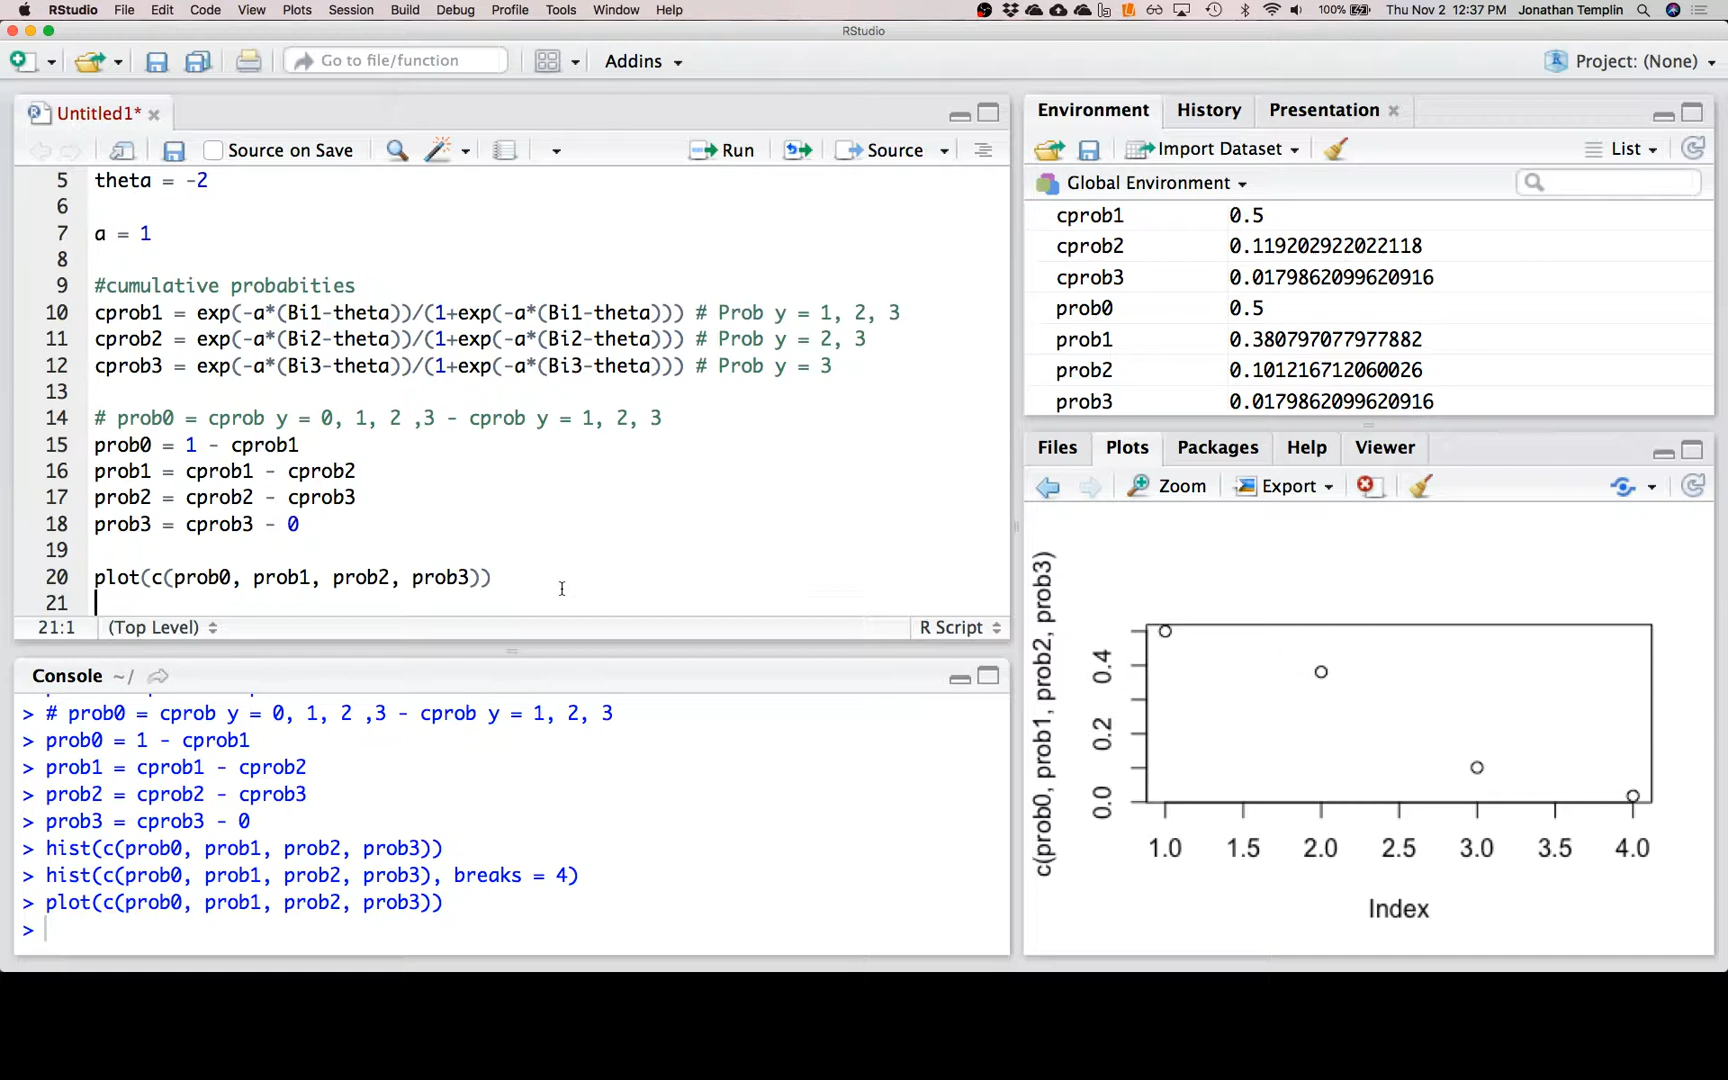 RStudio File Edit Code View Plots Session Build Debug Profile Tools Window Help 100% Thu Nov 2 12:37 PM Jonathan Templin
RStudio
Go to file/function Addins Project: (None)
Untitled1*
Source on Save Run Source
5 theta = -2
6
7 a = 1
8
9 #cumulative probabities
10 cprob1 = exp(-a*(Bi1-theta))/(1+exp(-a*(Bi1-theta))) # Prob y = 1, 2, 3
11 cprob2 = exp(-a*(Bi2-theta))/(1+exp(-a*(Bi2-theta))) # Prob y = 2, 3
12 cprob3 = exp(-a*(Bi3-theta))/(1+exp(-a*(Bi3-theta))) # Prob y = 3
13
14 # prob0 = cprob y = 0, 1, 2 ,3 - cprob y = 1, 2, 3
15 prob0 = 1 - cprob1
16 prob1 = cprob1 - cprob2
17 prob2 = cprob2 - cprob3
18 prob3 = cprob3 - 0
19
20 plot(c(prob0, prob1, prob2, prob3))
21
21:1 (Top Level) R Script
Console ~/
> # prob0 = cprob y = 0, 1, 2 ,3 - cprob y = 1, 2, 3
> prob0 = 1 - cprob1
> prob1 = cprob1 - cprob2
> prob2 = cprob2 - cprob3
> prob3 = cprob3 - 0
> hist(c(prob0, prob1, prob2, prob3))
> hist(c(prob0, prob1, prob2, prob3), breaks = 4)
> plot(c(prob0, prob1, prob2, prob3))
>
Environment History Presentation
Import Dataset List
Global Environment
cprob1 0.5
cprob2 0.119202922022118
cprob3 0.0179862099620916
prob0 0.5
prob1 0.380797077977882
prob2 0.101216712060026
prob3 0.0179862099620916
Files Plots Packages Help Viewer
Zoom Export
c(prob0, prob1, prob2, prob3)
0.4
0.2
0.0
1.0 1.5 2.0 2.5 3.0 3.5 4.0
Index